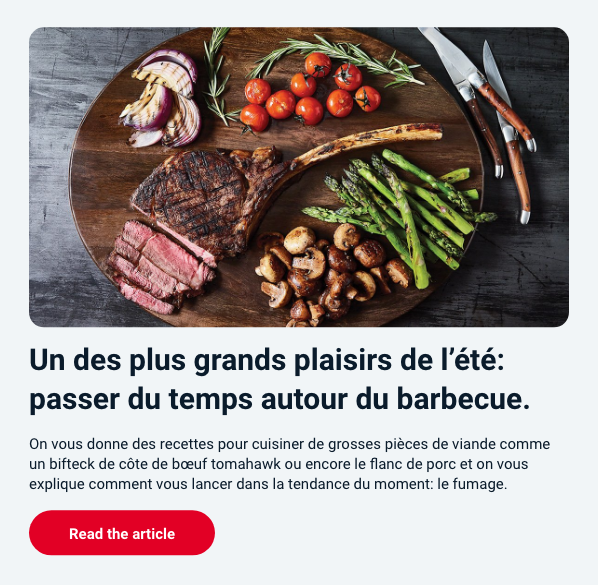 Un des plus grands plaisirs de l’été:
passer du temps autour du barbecue.
On vous donne des recettes pour cuisiner de grosses pièces de viande comme
un bifteck de côte de bœuf tomahawk ou encore le flanc de porc et on vous
explique comment vous lancer dans la tendance du moment: le fumage.
Read the article